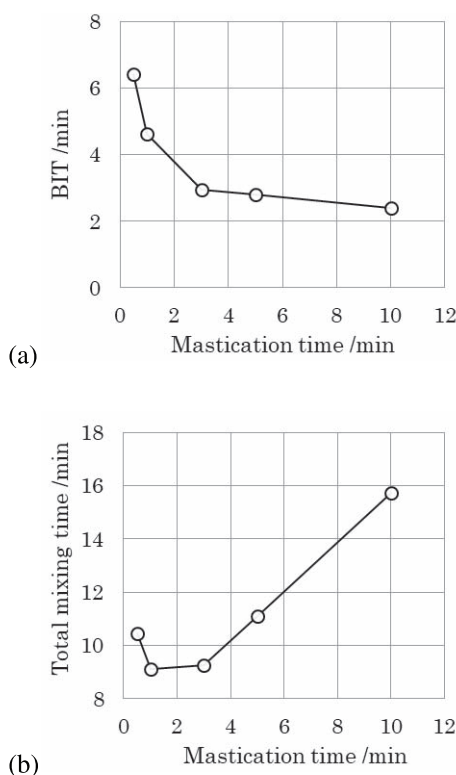 8
6
4
2
0
BIT /min
0 2 4 6 8 10 12
Mastication time /min
(a)
18
16
14
12
10
8
Total mixing time /min
0 2 4 6 8 10 12
Mastication time /min
(b)